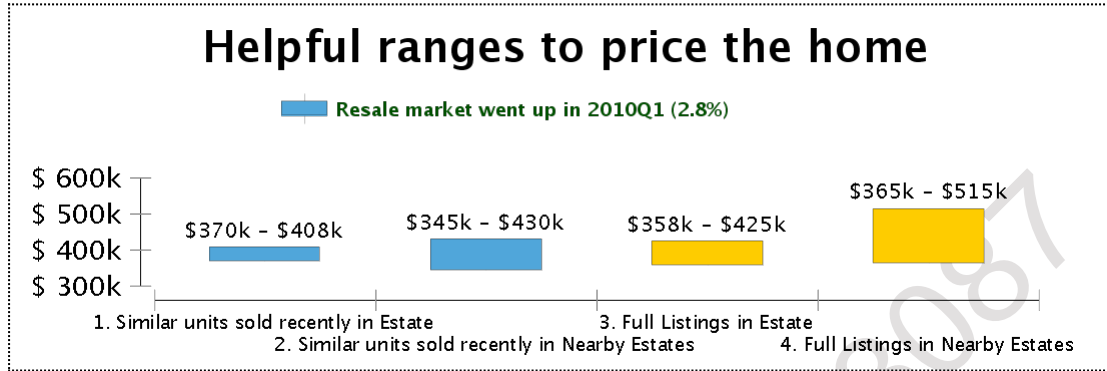 Helpful ranges to price the home
Resale market went up in 2010Q1 (2.8%)
$ 600k
$ 500k
$ 400k
$ 300k
$370k - $408k
$345k - $430k
$358k - $425k
$365k - $515k
1. Similar units sold recently in Estate
2. Similar units sold recently in Nearby Estates
3. Full Listings in Estate
4. Full Listings in Nearby Estates